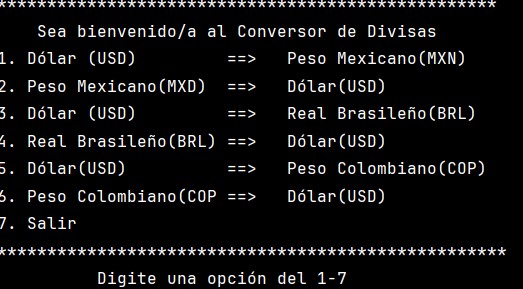 **************************************************
Sea bienvenido/a al Conversor de Divisas
1. Dólar (USD) ==> Peso Mexicano(MXN)
2. Peso Mexicano(MXD) ==> Dólar(USD)
3. Dólar (USD) ==> Real Brasileño(BRL)
4. Real Brasileño(BRL) ==> Dólar(USD)
5. Dólar(USD) ==> Peso Colombiano(COP)
6. Peso Colombiano(COP ==> Dólar(USD)
7. Salir
***************************************************
Digite una opción del 1-7